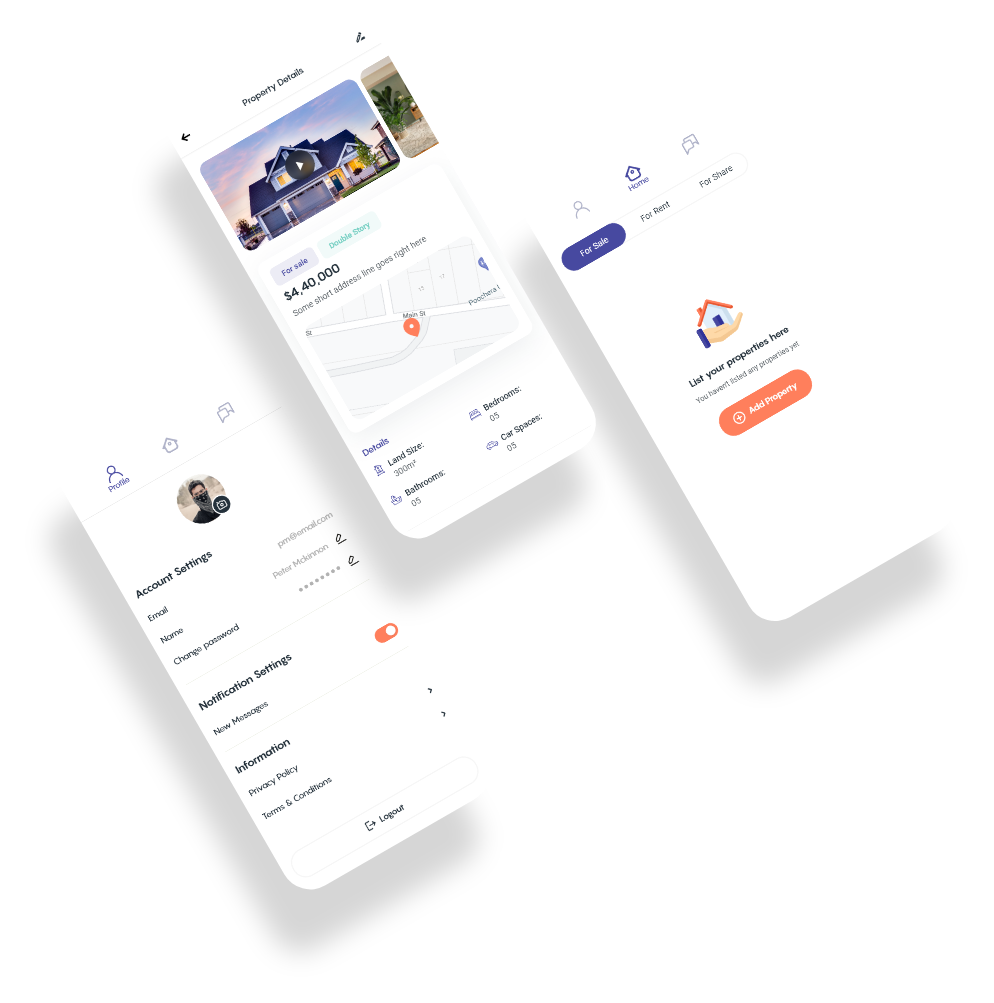 Property Details
For sale
Double Story
$4,40,000
Some short address line goes right here
Main St
St
Details
Land Size:
300m²
Bedrooms:
05
Bathrooms:
05
Car Spaces:
05
Home
For Sale
For Rent
For Share
List your properties here
You haven't listed any properties yet
Add Property
Profile
Account Settings
Email
pm@email.com
Name
Peter Mckinnon
Change password
Notification Settings
New Messages
Information
Privacy Policy
Terms & Conditions
Logout